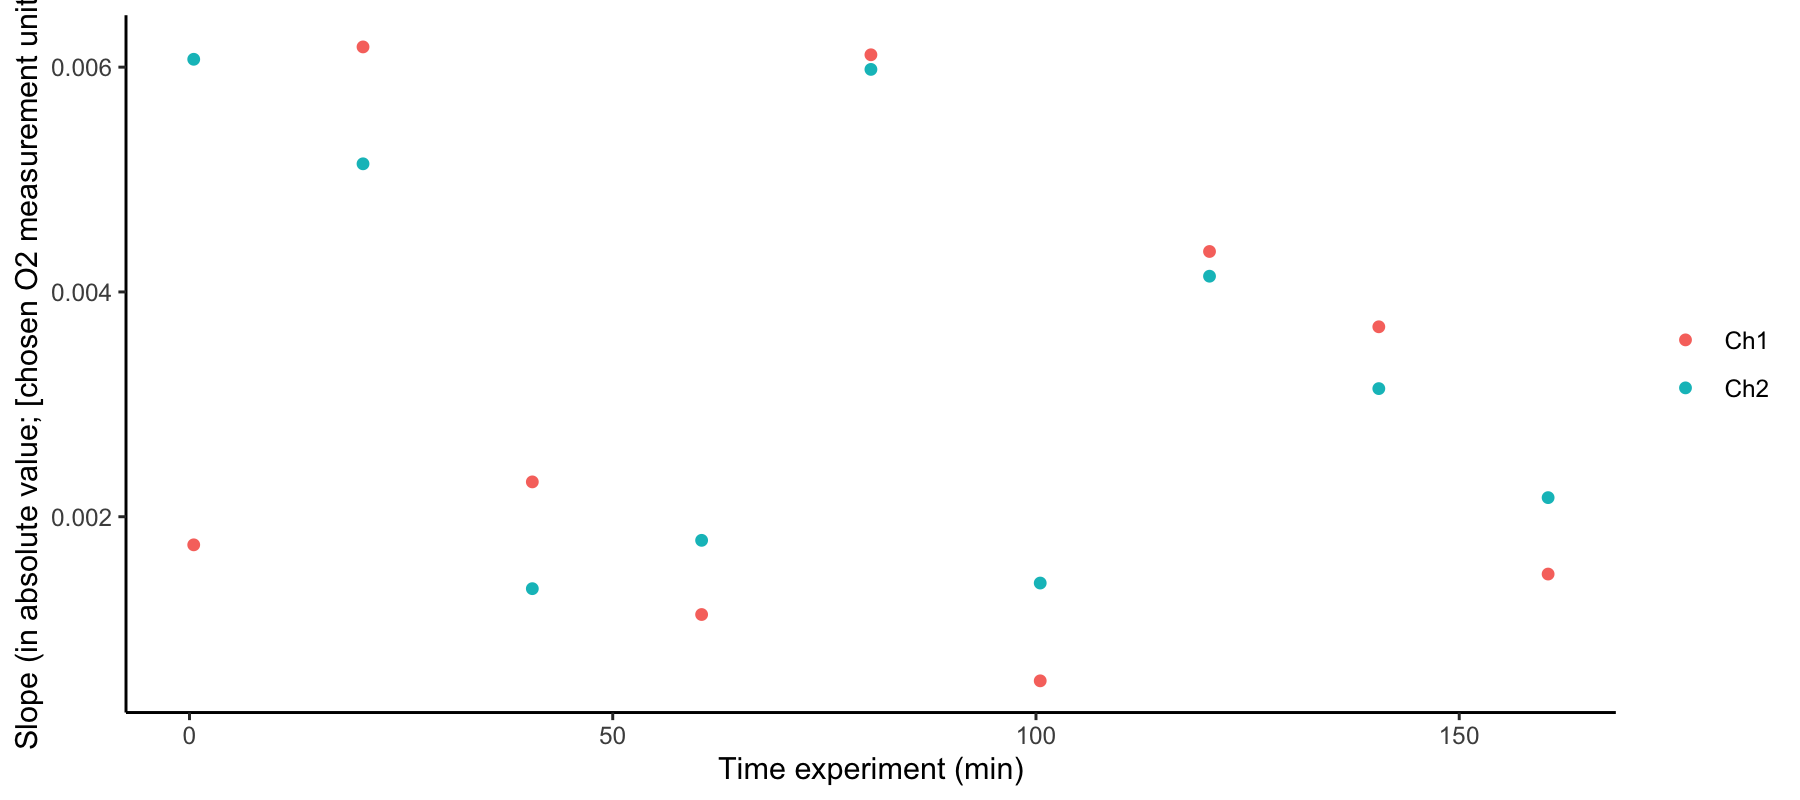 Slope (in absolute value; [chosen O2 measurement unit
0.006
0.004
0.002
0
50
100
150
Time experiment (min)
Ch1
Ch2